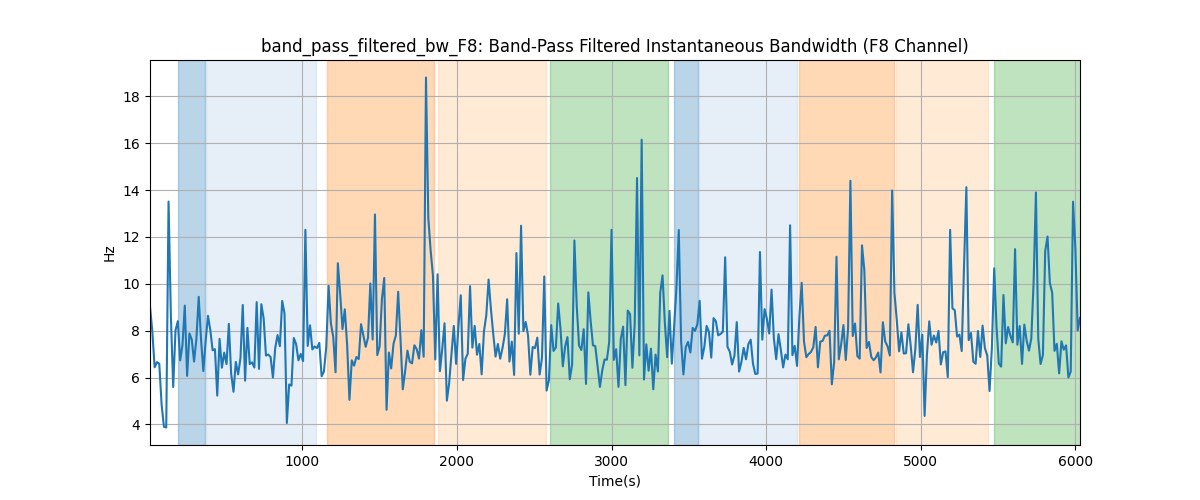 band_pass_filtered_bw_F8: Band-Pass Filtered Instantaneous Bandwidth (F8 Channel)
18
16
14
12
10
8
6
4
Hz
1000 2000 3000 4000 5000 6000
Time(s)